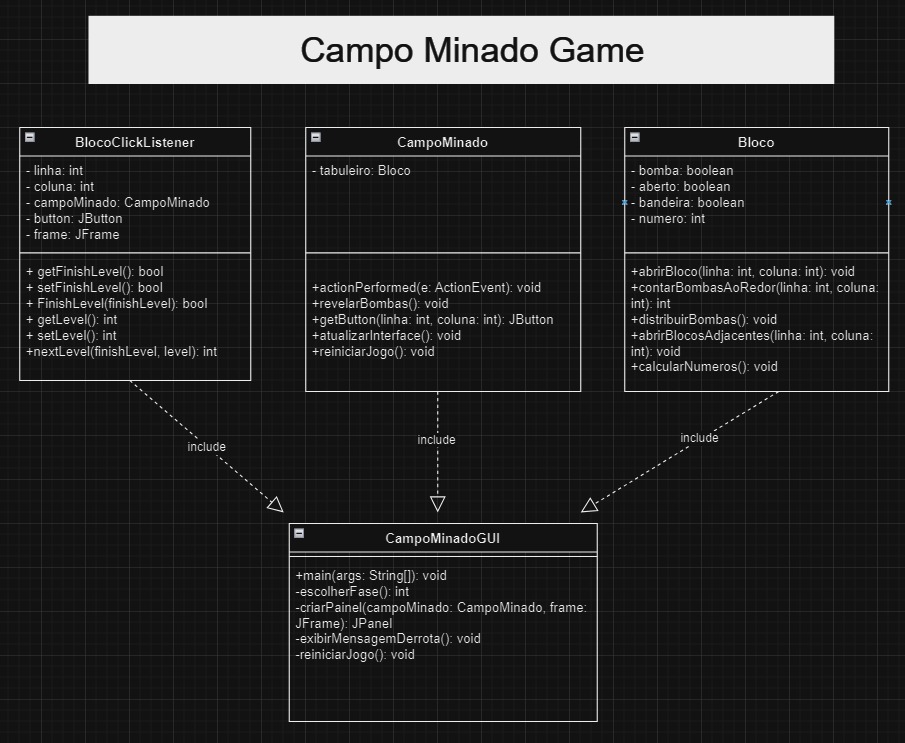 Campo Minado Game
BlocoClickListener
- linha: int
- coluna: int
- campoMinado: CampoMinado
- button: JButton
- frame: JFrame
+ getFinishLevel(): bool
+ setFinishLevel(): bool
+ FinishLevel(finishLevel): bool
+ getLevel(): int
+ setLevel(): int
+nextLevel(finishLevel, level): int
CampoMinado
- tabuleiro: Bloco
+actionPerformed(e: ActionEvent): void
+revelarBombas(): void
+getButton(linha: int, coluna: int): JButton
+atualizarInterface(): void
+reiniciarJogo(): void
Bloco
- bomba: boolean
- aberto: boolean
- bandeira: boolean
- numero: int
+abrirBloco(linha: int, coluna: int): void
+contarBombasAoRedor(linha: int, coluna:
int): int
+distribuirBombas(): void
+abrirBlocosAdjacentes(linha: int, coluna:
int): void
+calcularNumeros(): void
include
include
include
CampoMinadoGUI
+main(args: String[]): void
-escolherFase(): int
-criarPainel(campoMinado: CampoMinado, frame:
JFrame): JPanel
-exibirMensagemDerrota(): void
-reiniciarJogo(): void